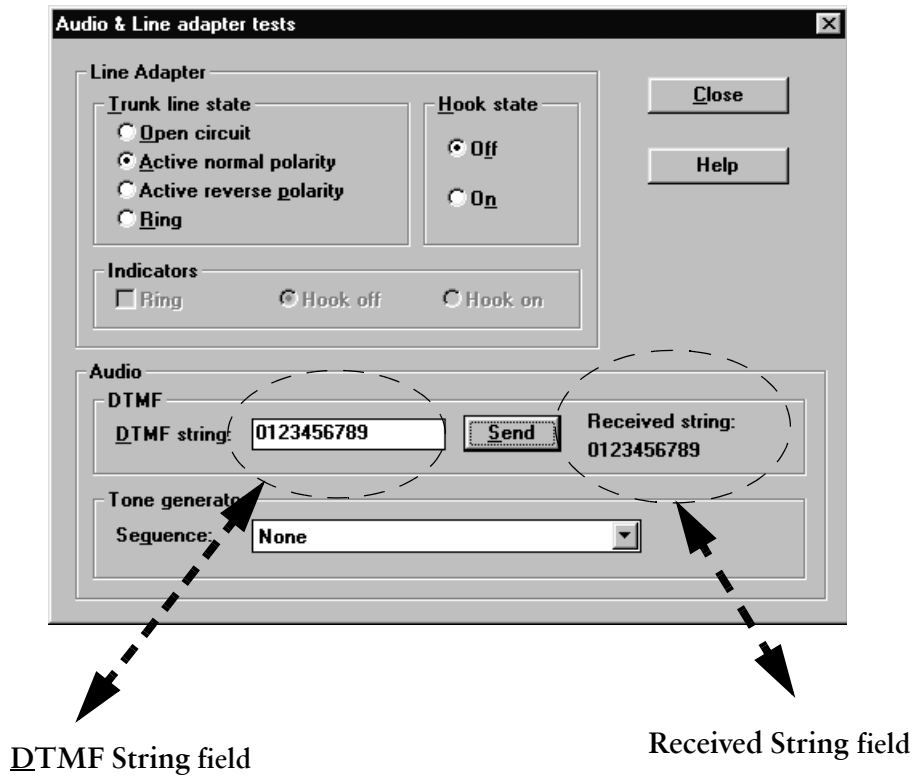 Audio & Line adapter tests
Line Adapter
Trunk line state
Open circuit
Active normal polarity
Active reverse polarity
Ring
Hook state
Off
On
Close
Help
Indicators
Ring Hook off Hook on
Audio
DTMF
DTMF string: 0123456789 Send
Received string:
0123456789
Tone generator
Sequence: None
DTMF String field
Received String field